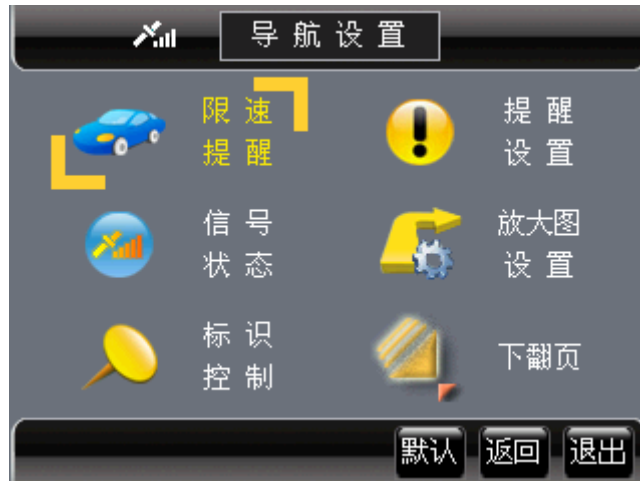 导航设置
限速
提醒
提醒
设置
信号
状态
放大图
设置
标识
控制
下翻页
默认
返回
退出